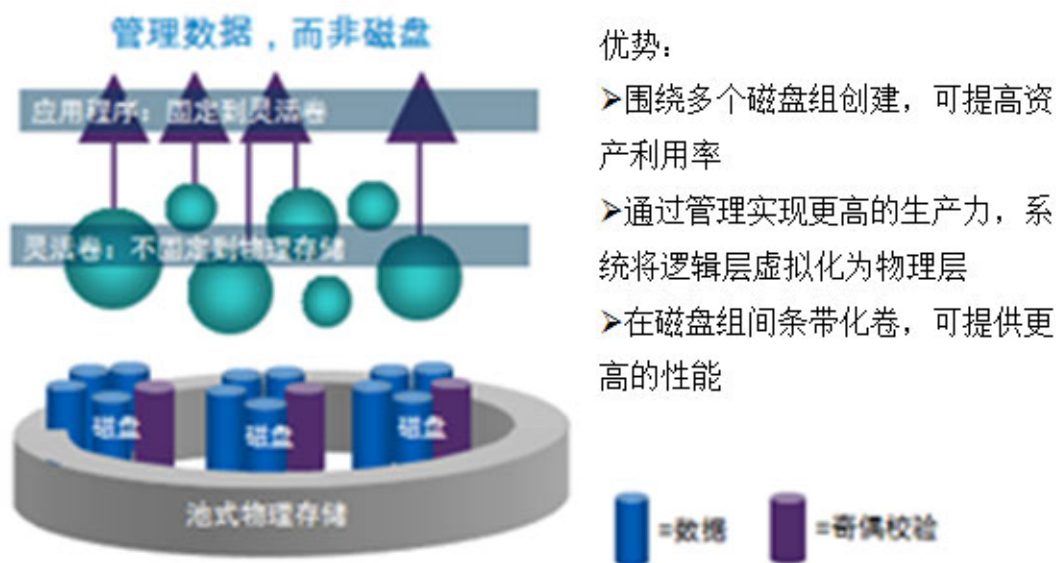 管理数据，而非磁盘
应用程序：固定到灵活卷
灵活卷：不固定到物理存储
磁盘
磁盘
磁盘
池式物理存储
优势：
➢围绕多个磁盘组创建，可提高资
产利用率
➢通过管理实现更高的生产力，系
统将逻辑层虚拟化为物理层
➢在磁盘组间条带化卷，可提供更
高的性能
=数据
=奇偶校验